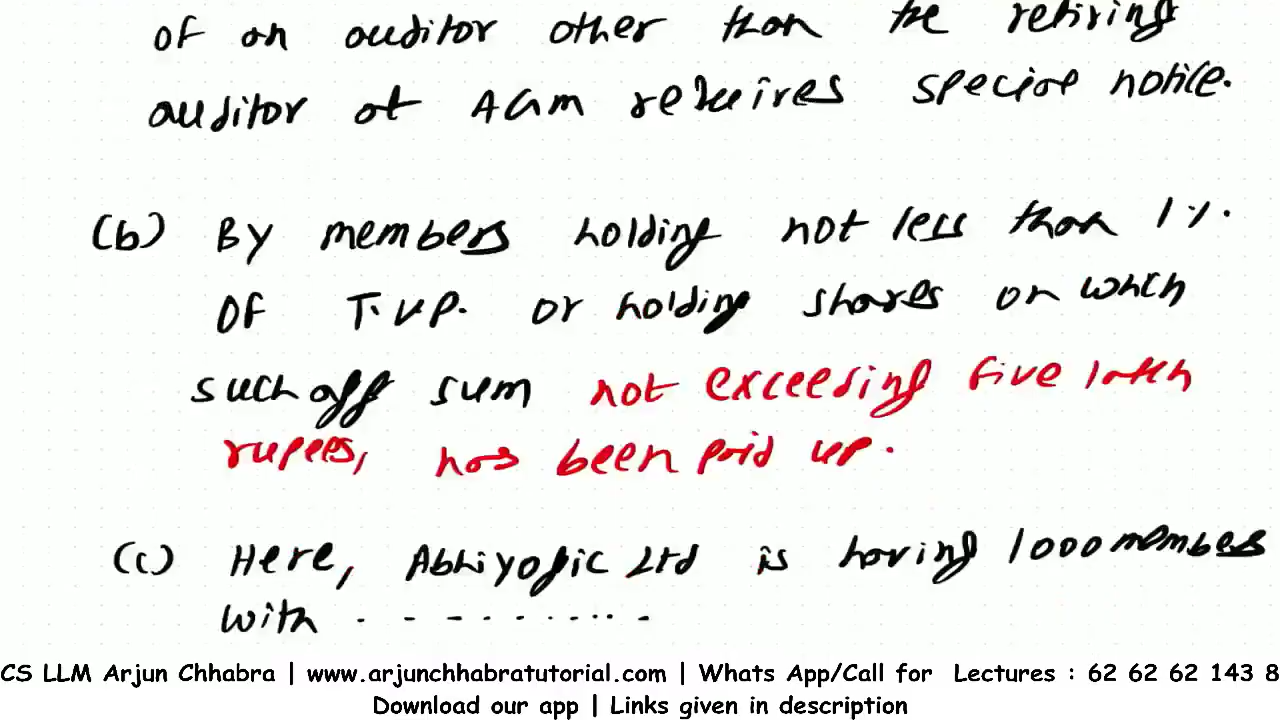 of an auditor other than the retiring
auditor at AGM requires special notice.
(b) By members holding not less than 1%.
of T.V.P. or holding shares on which
such agg sum not exceeding five lakh
rupees, has been paid up.
(c) Here, Abhiyogic Ltd is having 1000 members
with - - - - - - - - -
CS LLM Arjun Chhabra | www.arjunchhabratutorial.com | Whats App/Call for Lectures : 62 62 62 143 8
Download our app | Links given in description